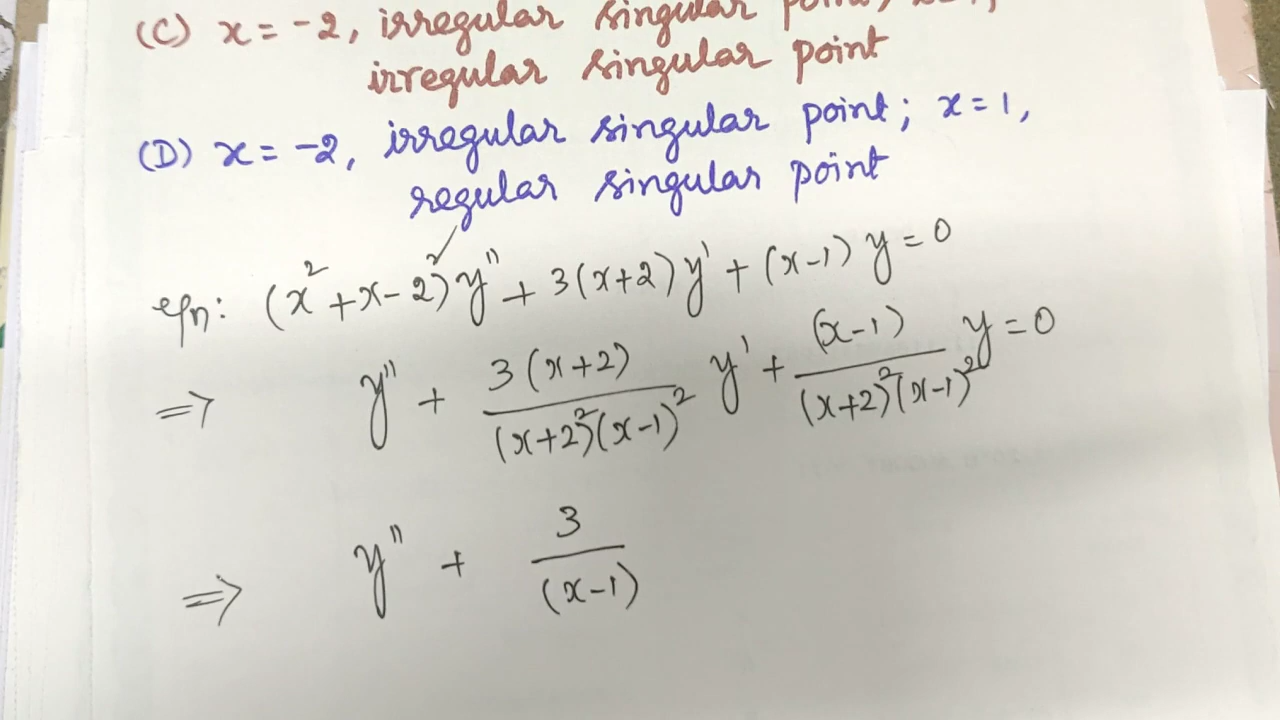 (C) x = -2, irregular singular point
irregular singular point
(D) x = -2, irregular singular point; x = 1,
regular singular point
eqn: (x² + x - 2)² y'' + 3(x+2) y' + (x-1) y = 0
⇒ y'' + 3(x+2) / (x+2)²(x-1)² y' + (x-1) / (x+2)²(x-1)² y = 0
⇒ y'' + 3 / (x-1)